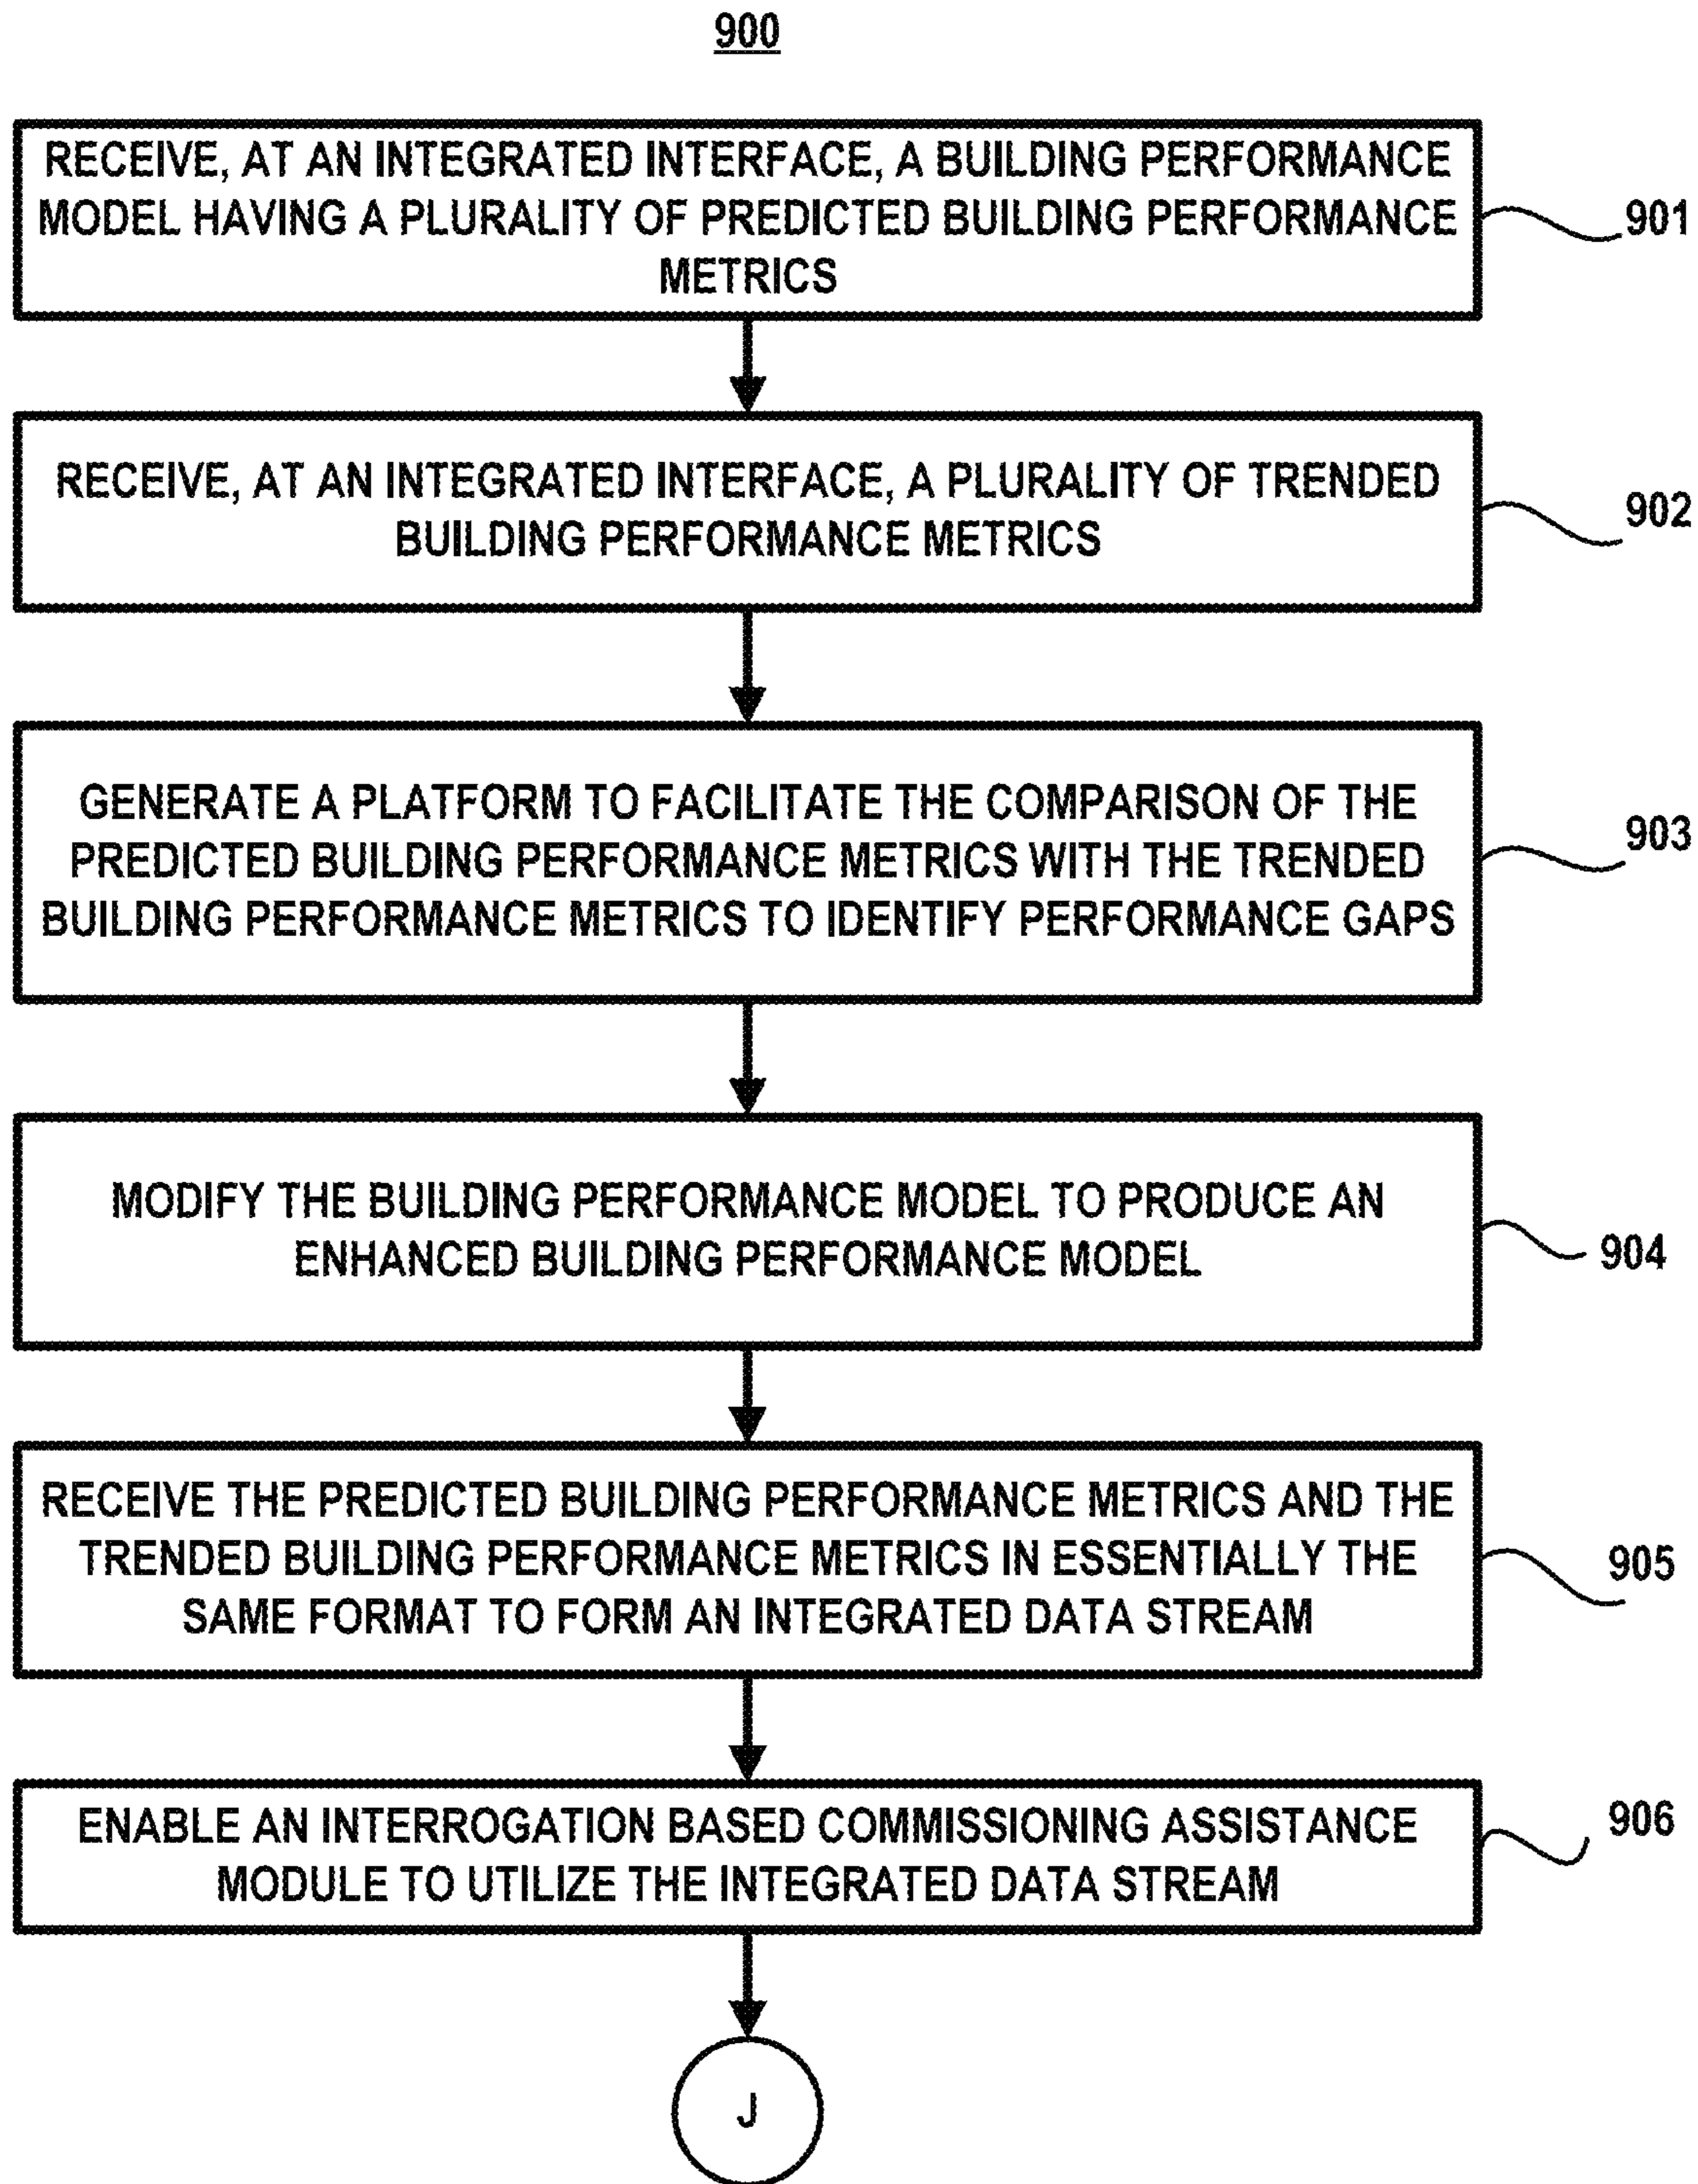 900
RECEIVE, AT AN INTEGRATED INTERFACE, A BUILDING PERFORMANCE
MODEL HAVING A PLURALITY OF PREDICTED BUILDING PERFORMANCE
METRICS
901
RECEIVE, AT AN INTEGRATED INTERFACE, A PLURALITY OF TRENDED
BUILDING PERFORMANCE METRICS
902
GENERATE A PLATFORM TO FACILITATE THE COMPARISON OF THE
PREDICTED BUILDING PERFORMANCE METRICS WITH THE TRENDED
BUILDING PERFORMANCE METRICS TO IDENTIFY PERFORMANCE GAPS
903
MODIFY THE BUILDING PERFORMANCE MODEL TO PRODUCE AN
ENHANCED BUILDING PERFORMANCE MODEL
904
RECEIVE THE PREDICTED BUILDING PERFORMANCE METRICS AND THE
TRENDED BUILDING PERFORMANCE METRICS IN ESSENTIALLY THE
SAME FORMAT TO FORM AN INTEGRATED DATA STREAM
905
ENABLE AN INTERROGATION BASED COMMISSIONING ASSISTANCE
MODULE TO UTILIZE THE INTEGRATED DATA STREAM
906
J